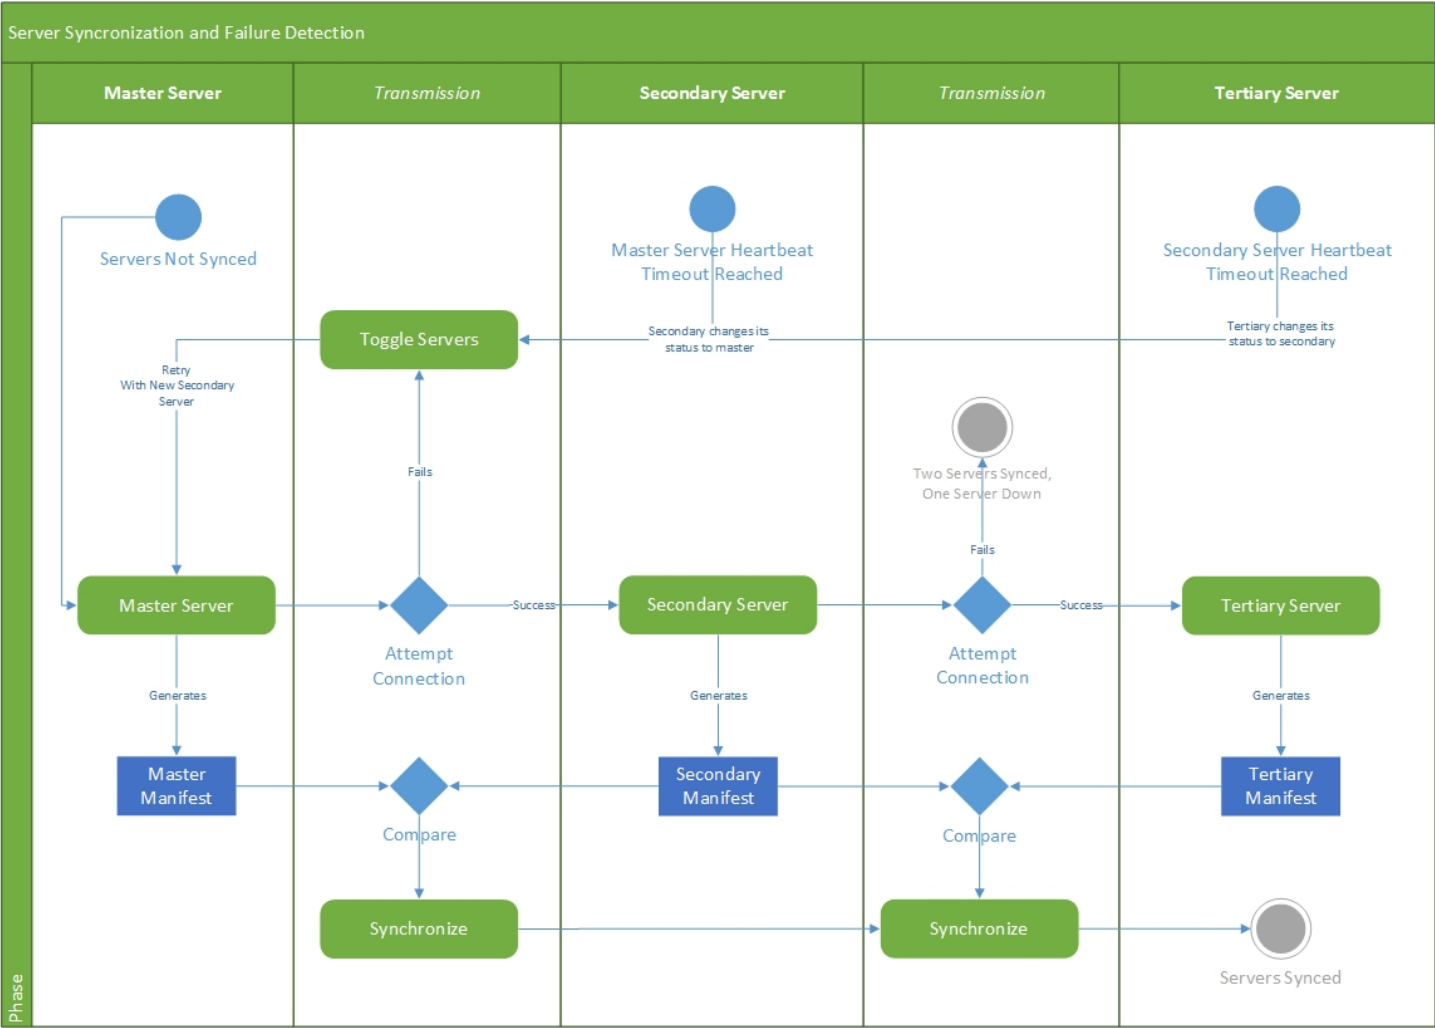 Server Syncronization and Failure Detection
Master Server
Transmission
Secondary Server
Transmission
Tertiary Server
Servers Not Synced
Master Server Heartbeat
Timeout Reached
Secondary Server Heartbeat
Timeout Reached
Toggle Servers
Secondary changes its
status to master
Tertiary changes its
status to secondary
Retry
With New Secondary
Server
Fails
Two Servers Synced,
One Server Down
Fails
Master Server
Success
Secondary Server
Success
Tertiary Server
Attempt
Connection
Attempt
Connection
Generates
Generates
Generates
Master
Manifest
Secondary
Manifest
Tertiary
Manifest
Compare
Compare
Synchronize
Synchronize
Servers Synced
Phase